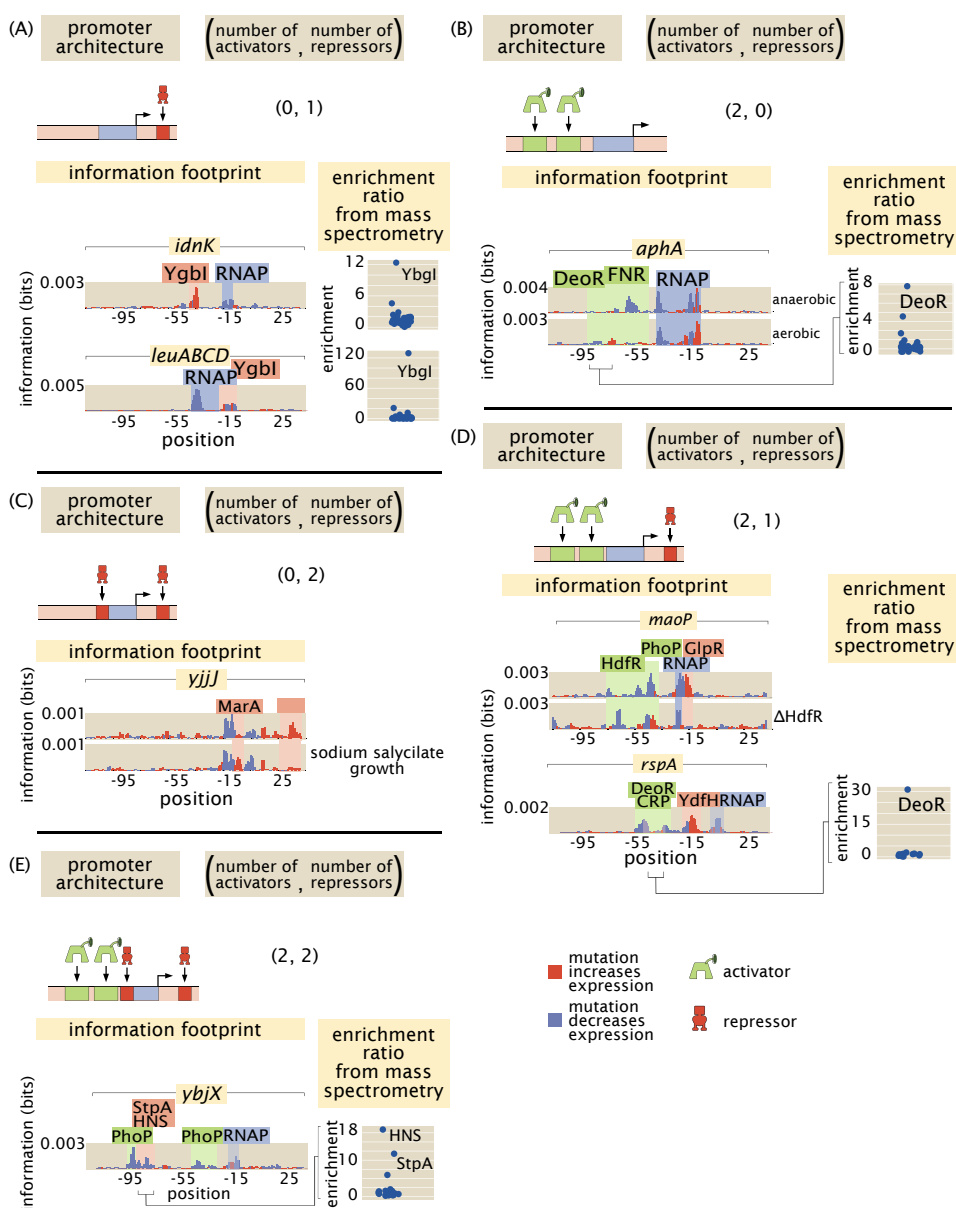 (A)
promoter
architecture
(number of activators, number of repressors)
(0, 1)
information footprint
enrichment
ratio
from mass
spectrometry
idnK
YgbI
RNAP
information (bits)
0.003
-95 -55 -15 25
12
6
0
YbgI
enrichment
leuABCD
RNAP
YgbI
0.005
-95 -55 -15 25
position
120
60
0
YbgI
(B)
promoter
architecture
(number of activators, number of repressors)
(2, 0)
information footprint
enrichment
ratio
from mass
spectrometry
aphA
DeoR FNR RNAP
information (bits)
0.004
anaerobic
0.003
aerobic
-95 -55 -15 25
position
enrichment
8
4
0
DeoR
(C)
promoter
architecture
(number of activators, number of repressors)
(0, 2)
information footprint
yjjJ
MarA
information (bits)
0.001
0.001
sodium salycilate
growth
-95 -55 -15 25
position
(D)
promoter
architecture
(number of activators, number of repressors)
(2, 1)
information footprint
enrichment
ratio
from mass
spectrometry
maoP
PhoP GlpR
HdfR RNAP
information (bits)
0.003
0.003
ΔHdfR
-95 -55 -15 25
rspA
DeoR
CRP YdfH RNAP
0.002
-95 -55 -15 25
position
enrichment
30
15
0
DeoR
(E)
promoter
architecture
(number of activators, number of repressors)
(2, 2)
information footprint
enrichment
ratio
from mass
spectrometry
ybjX
StpA
HNS
PhoP PhoP RNAP
information (bits)
0.003
-95 -55 -15 25
position
enrichment
18
10
0
HNS
StpA
mutation
increases
expression
mutation
decreases
expression
activator
repressor